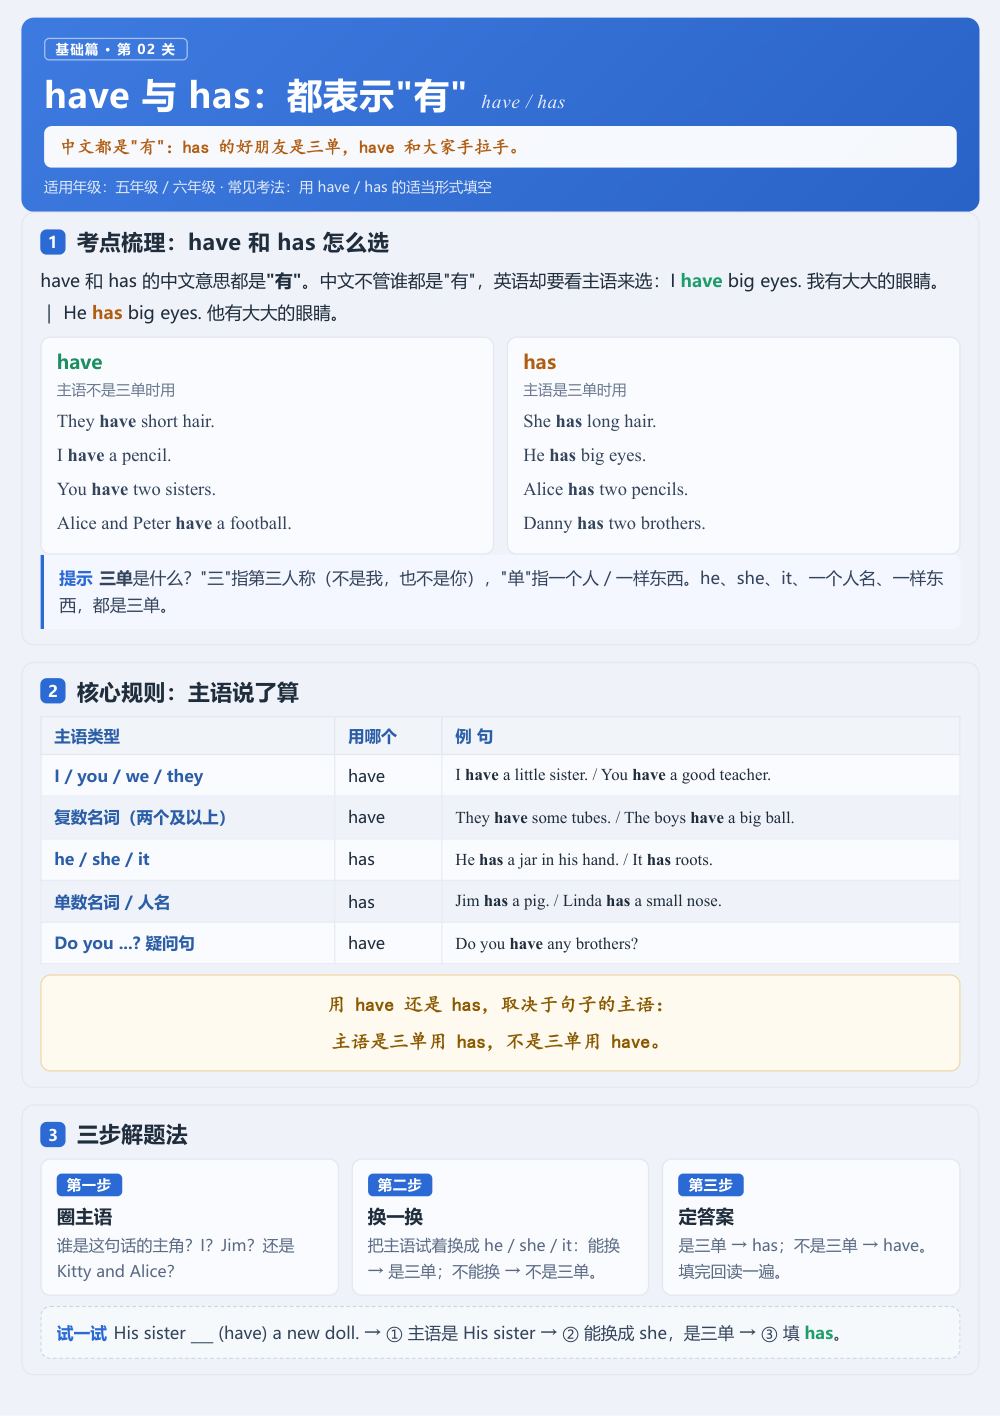 基础篇 · 第 02 关
have 与 has：都表示"有" have / has
中文都是"有"：has 的好朋友是三单，have 和大家手拉手。
适用年级：五年级 / 六年级 · 常见考法：用 have / has 的适当形式填空
1 考点梳理：have 和 has 怎么选
have 和 has 的中文意思都是"有"。中文不管谁都是"有"，英语却要看主语来选：I have big eyes. 我有大大的眼睛。
｜ He has big eyes. 他有大大的眼睛。
have
主语不是三单时用
They have short hair.
I have a pencil.
You have two sisters.
Alice and Peter have a football.
has
主语是三单时用
She has long hair.
He has big eyes.
Alice has two pencils.
Danny has two brothers.
提示 三单是什么？"三"指第三人称（不是我，也不是你），"单"指一个人 / 一样东西。he、she、it、一个人名、一样东
西，都是三单。
2 核心规则：主语说了算
主语类型 用哪个 例 句
I / you / we / they have I have a little sister. / You have a good teacher.
复数名词（两个及以上） have They have some tubes. / The boys have a big ball.
he / she / it has He has a jar in his hand. / It has roots.
单数名词 / 人名 has Jim has a pig. / Linda has a small nose.
Do you ...? 疑问句 have Do you have any brothers?
用 have 还是 has，取决于句子的主语：
主语是三单用 has，不是三单用 have。
3 三步解题法
第一步
圈主语
谁是这句话的主角？I？Jim？还是
Kitty and Alice？
第二步
换一换
把主语试着换成 he / she / it：能换
→ 是三单；不能换 → 不是三单。
第三步
定答案
是三单 → has；不是三单 → have。
填完回读一遍。
试一试 His sister ___ (have) a new doll. → ① 主语是 His sister → ② 能换成 she，是三单 → ③ 填 has。